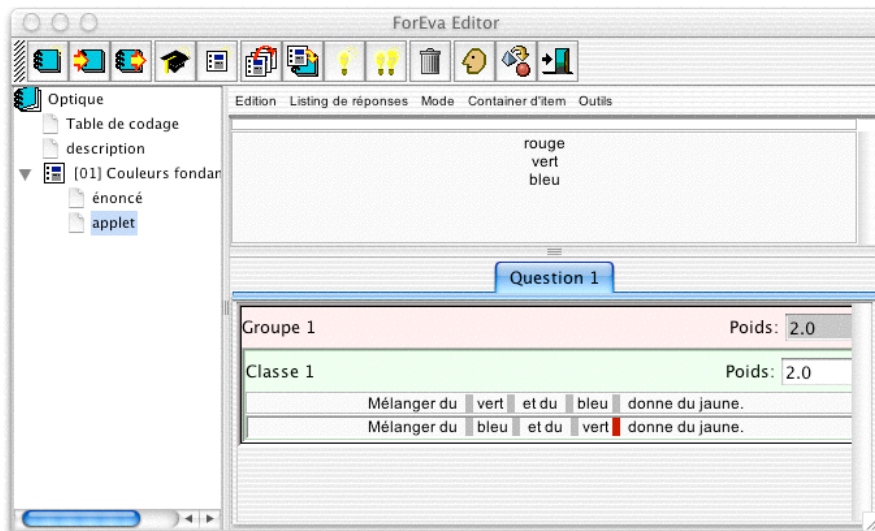 ForEva Editor
Optique
Table de codage
description
[01] Couleurs fondan
énoncé
applet
Edition Listing de réponses Mode Container d'item Outils
rouge
vert
bleu
Question 1
Groupe 1 Poids: 2.0
Classe 1 Poids: 2.0
Mélanger du vert et du bleu donne du jaune.
Mélanger du bleu et du vert donne du jaune.